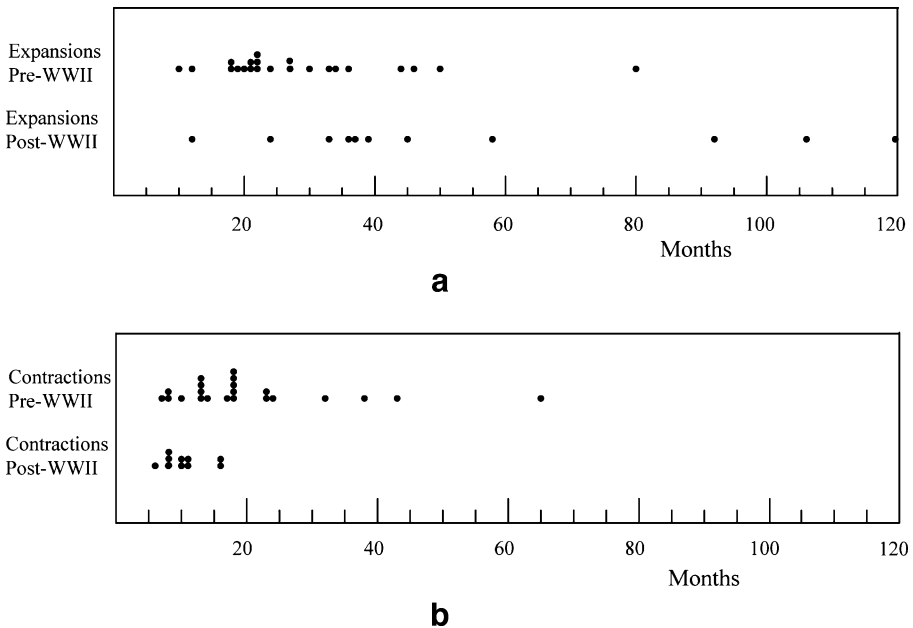 Expansions
Pre-WWII
Expansions
Post-WWII
20 40 60 80 100 120
Months
a
Contractions
Pre-WWII
Contractions
Post-WWII
20 40 60 80 100 120
Months
b